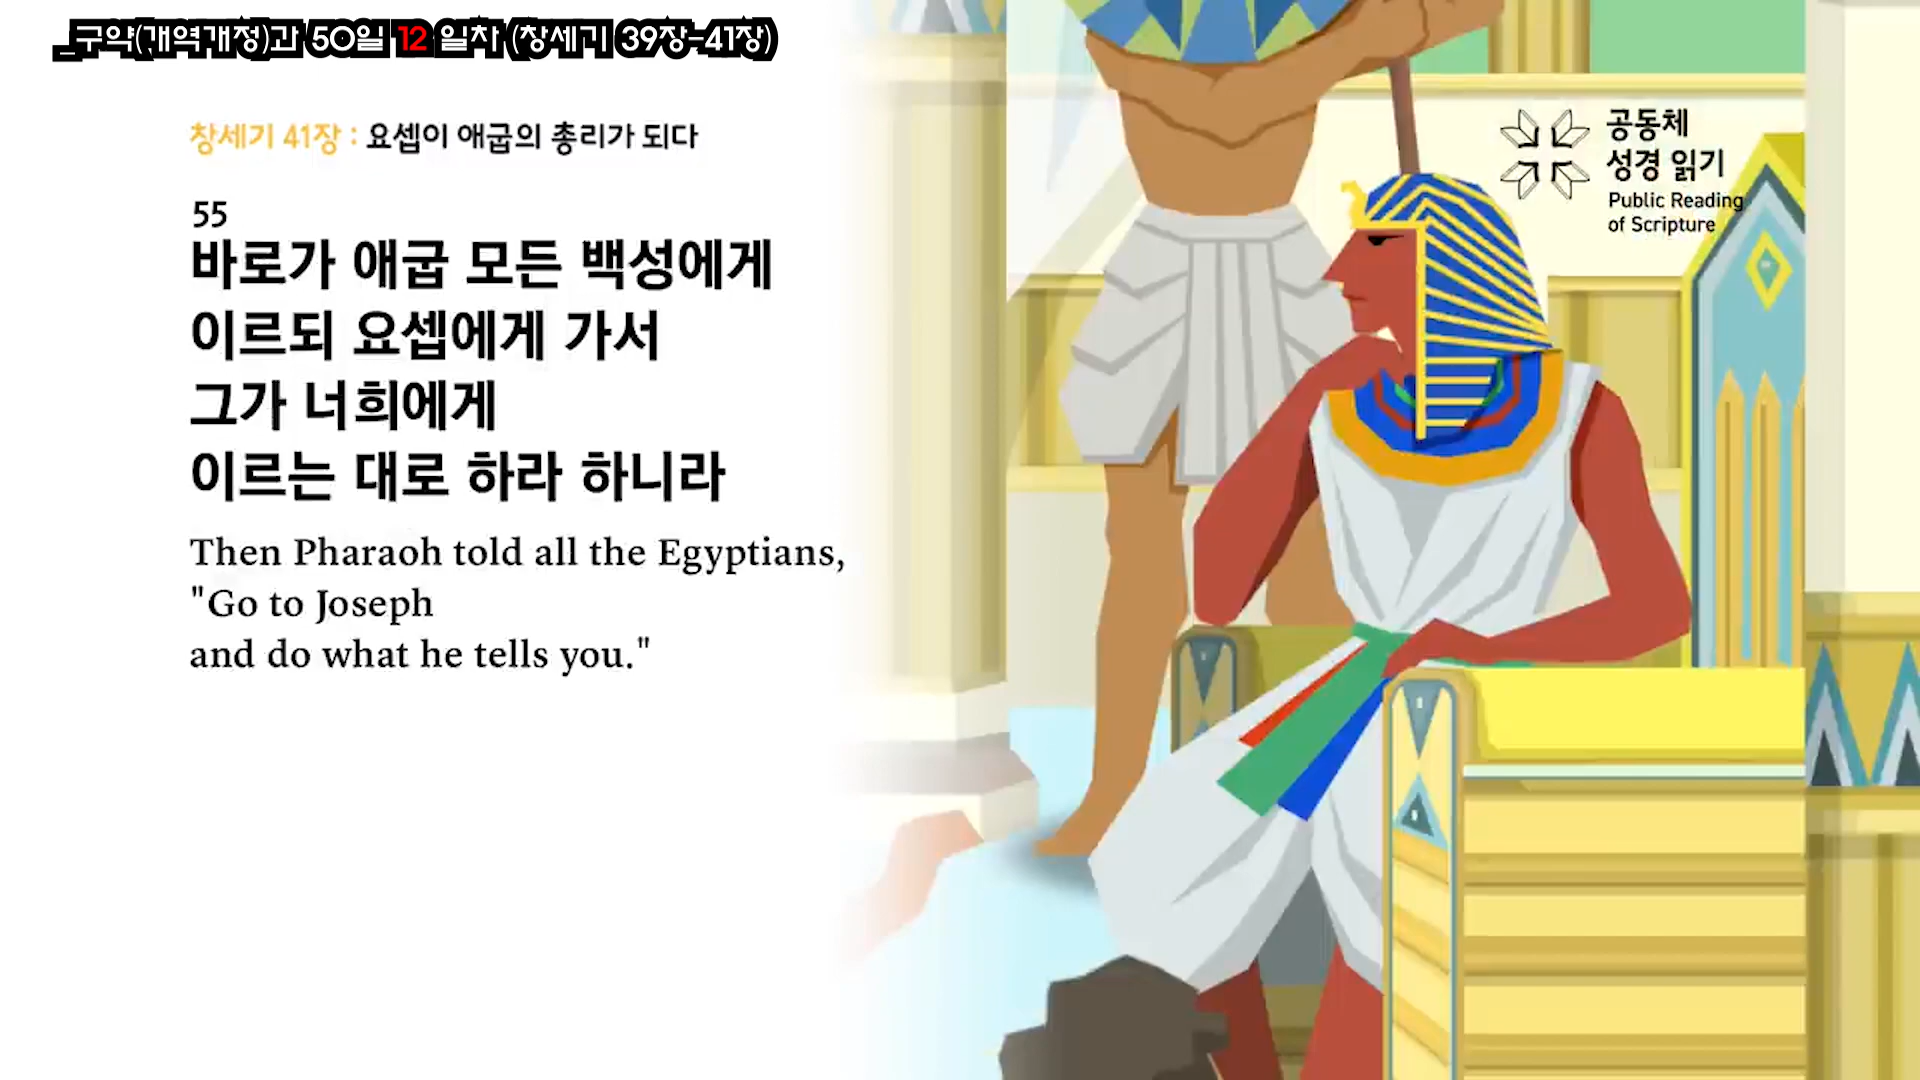 _구약(개역개정)과 50일 12 일차 (창세기 39장-41장)
창세기 41장 : 요셉이 애굽의 총리가 되다
55
바로가 애굽 모든 백성에게
이르되 요셉에게 가서
그가 너희에게
이르는 대로 하라 하니라
Then Pharaoh told all the Egyptians,
"Go to Joseph
and do what he tells you."
공동체
성경 읽기
Public Reading
of Scripture